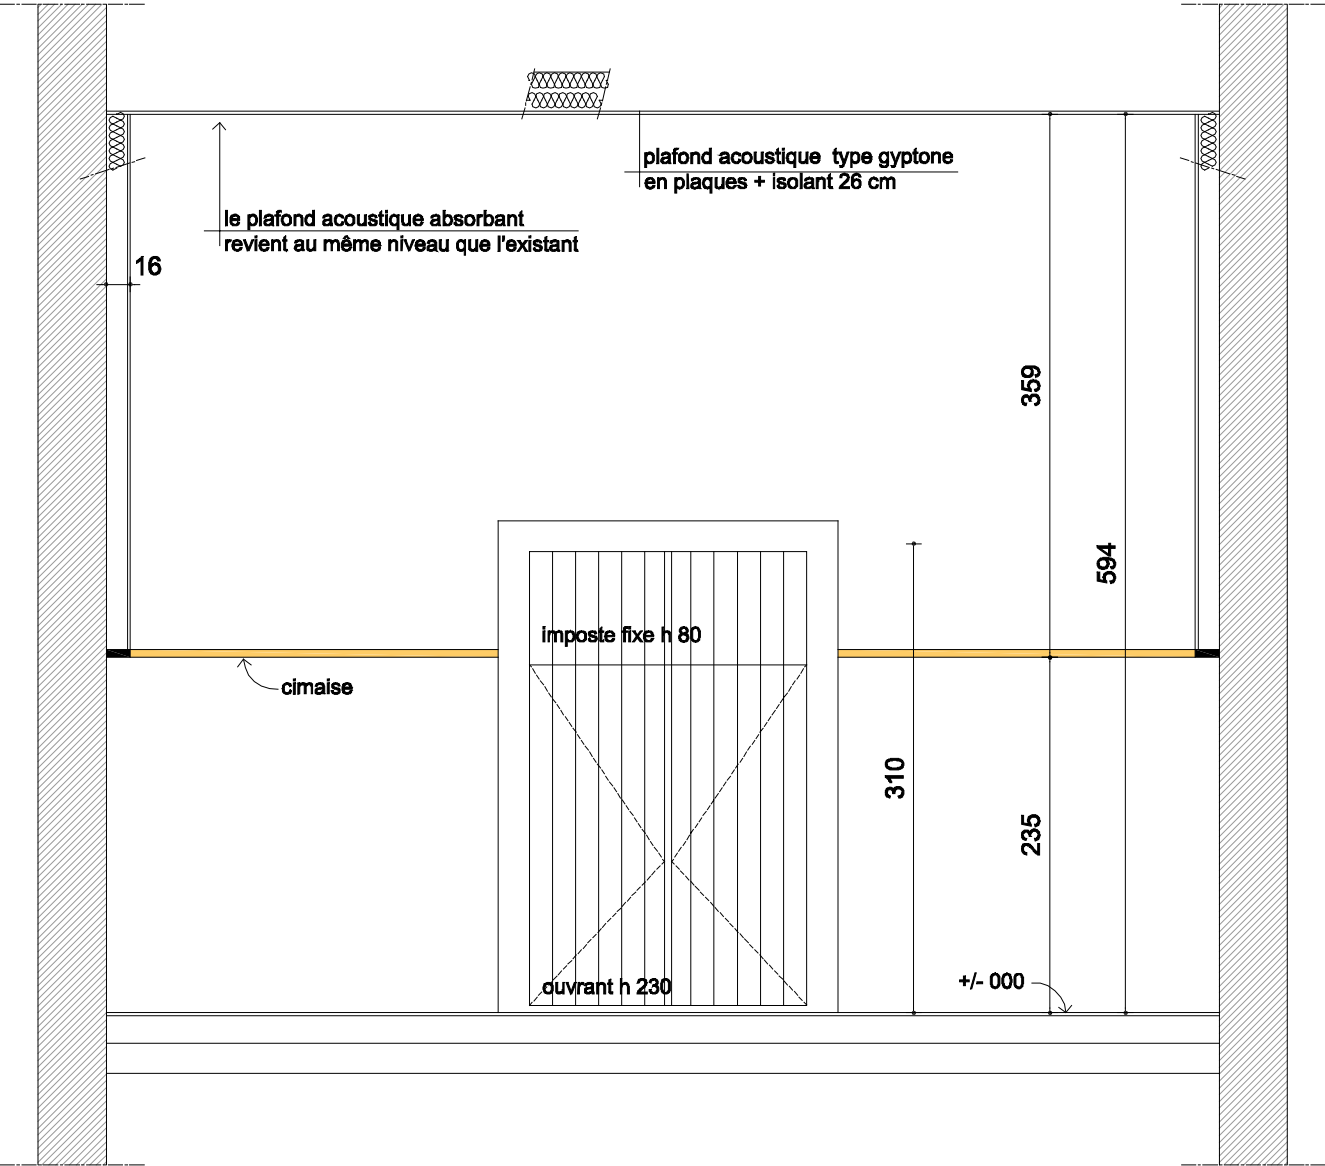 plafond acoustique type gyptone
en plaques + isolant 26 cm
le plafond acoustique absorbant
revient au même niveau que l'existant
16
359
594
imposte fixe h 80
cimaise
310
235
ouvrant h 230
+/- 000